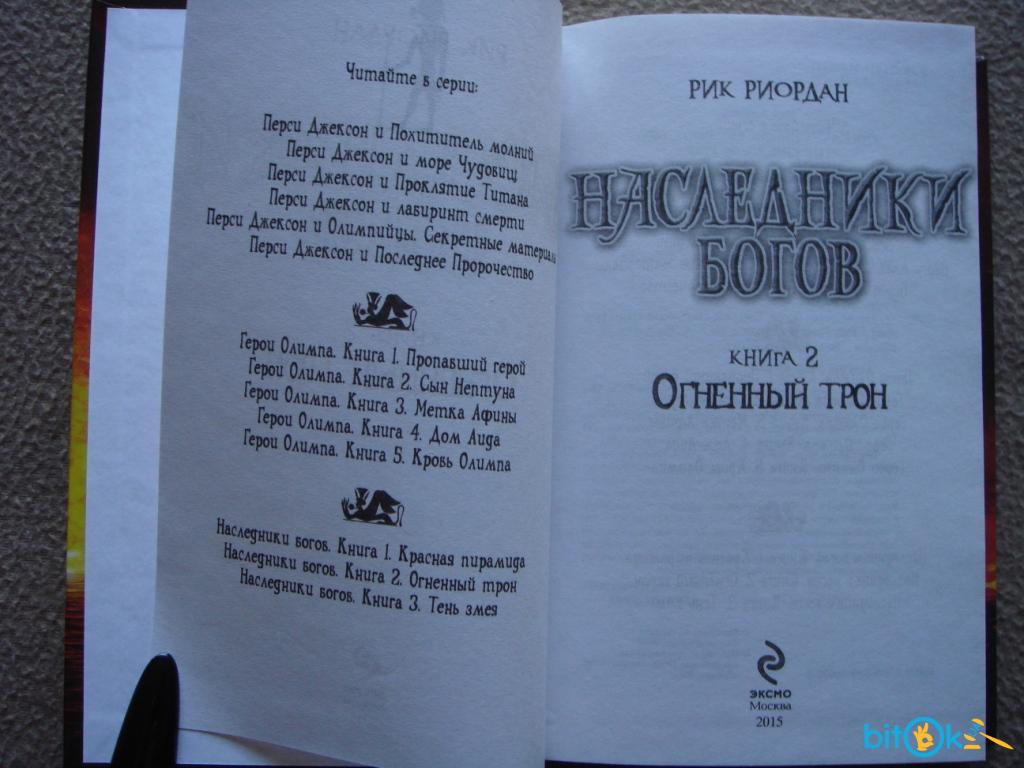 Читайте в серии:
Перси Джексон и Похититель молний
Перси Джексон и море Чудовищ
Перси Джексон и Проклятие Титана
Перси Джексон и лабиринт смерти
Перси Джексон и Олимпийцы. Секретные материалы
Перси Джексон и Последнее Пророчество
Герои Олимпа. Книга 1. Пропавший герой
Герои Олимпа. Книга 2. Сын Нептуна
Герои Олимпа. Книга 3. Метка Афины
Герои Олимпа. Книга 4. Дом Аида
Герои Олимпа. Книга 5. Кровь Олимпа
Наследники богов. Книга 1. Красная пирамида
Наследники богов. Книга 2. Огненный трон
Наследники богов. Книга 3. Тень змея
РИК РИОРДАН
НАСЛЕДНИКИ
БОГОВ
КНИГА 2
ОГНЕННЫЙ ТРОН
ЭКСМО
Москва
2015
bitOk